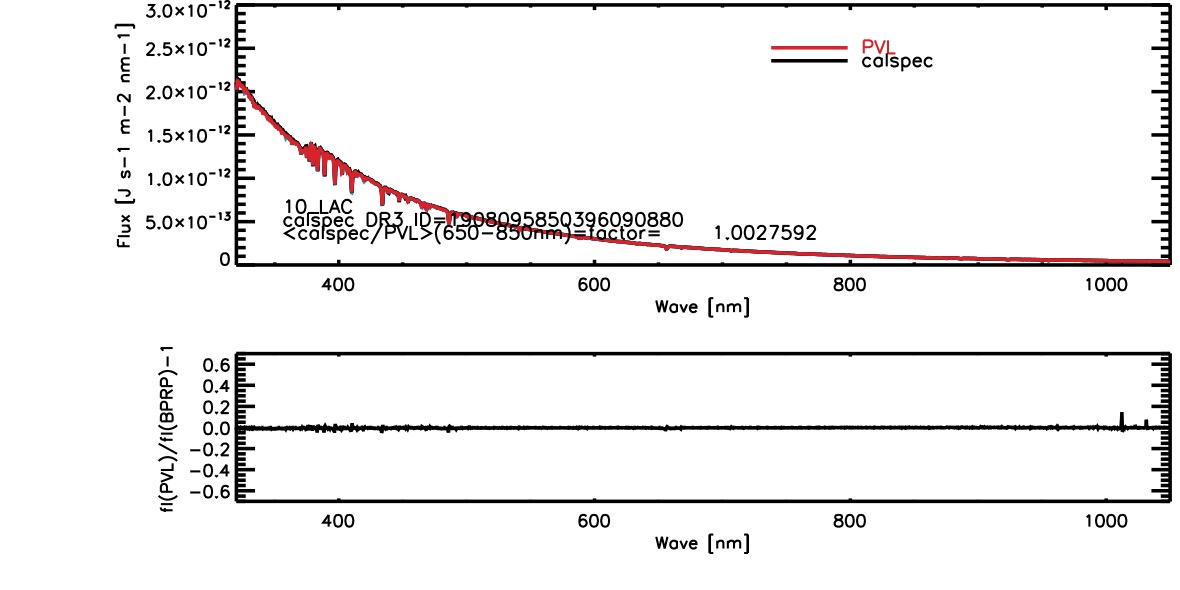 3.0×10−12
2.5×10−12
2.0×10−12
1.5×10−12
1.0×10−12
5.0×10−13
0
Flux [J s−1 m−2 nm−1]
PVL
calspec
10_LAC
calspec DR3 ID=1908095850396090880
<calspec/PVL>(650−850nm)=factor= 1.0027592
400 600 800 1000
Wave [nm]
0.6
0.4
0.2
0.0
−0.2
−0.4
−0.6
fl(PVL)/fl(BPRP)−1
400 600 800 1000
Wave [nm]